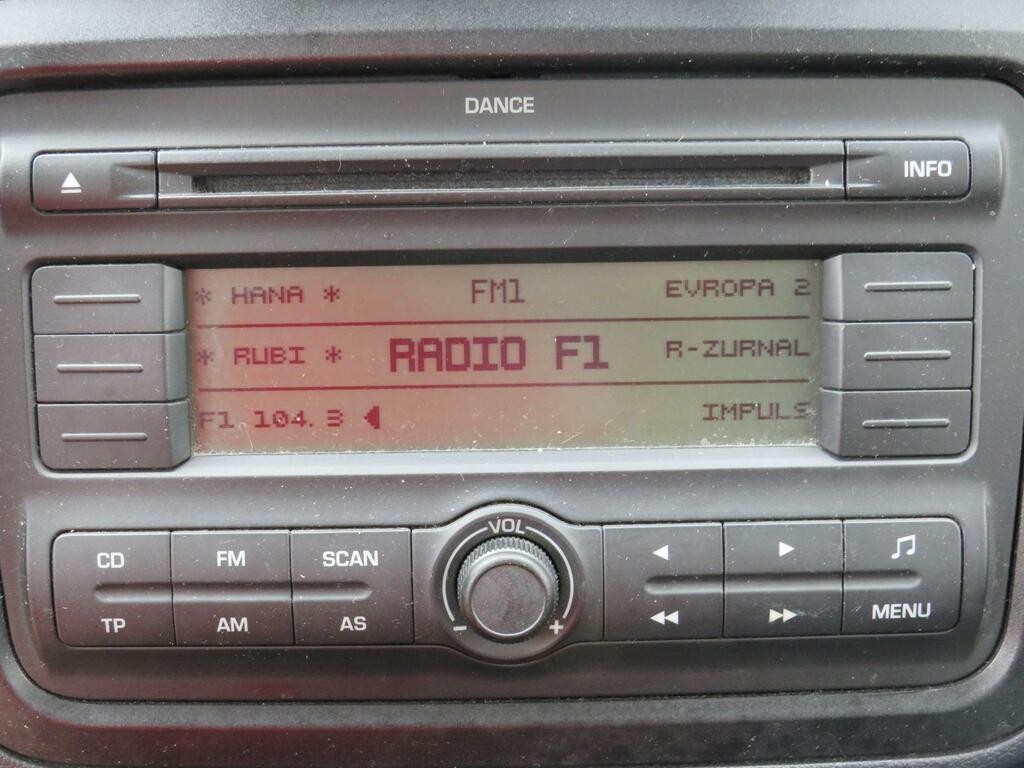 DANCE
INFO
* HANA * FM1 EVROPA 2
* RUBI * RADIO F1 R-ZURNAL
F1 104.3 IMPULS
VOL
CD FM SCAN
TP AM AS - + MENU